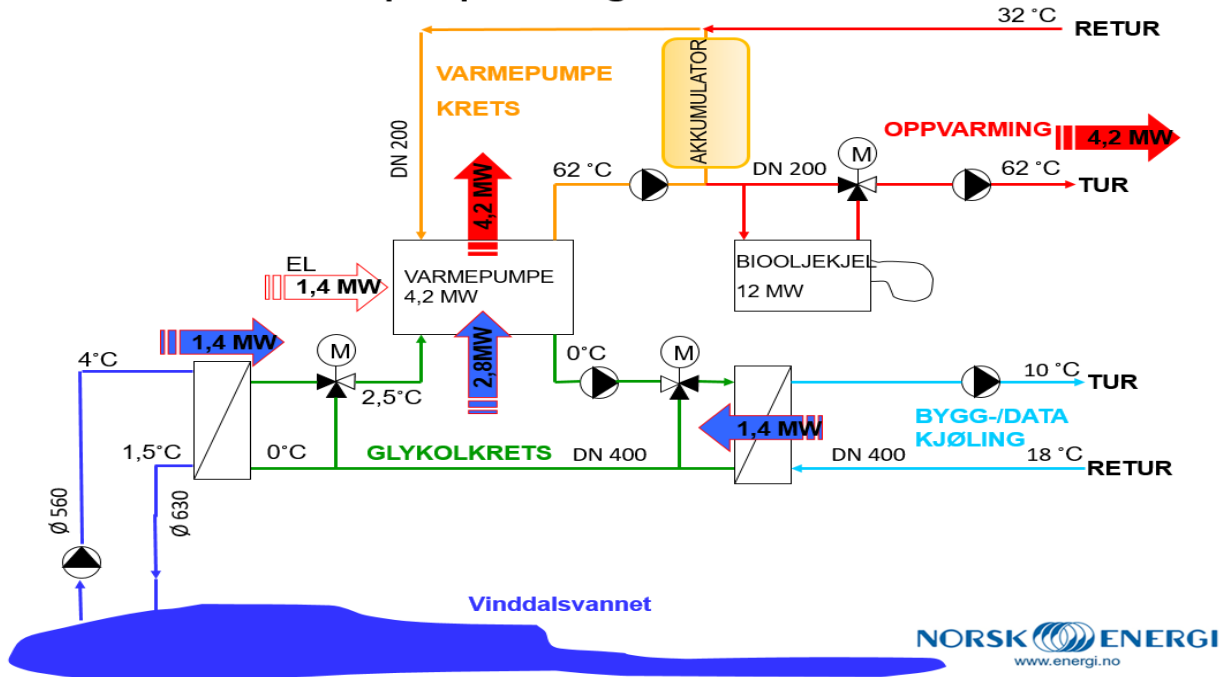 32 °C
RETUR
VARMEPUMPE
KRETS
AKKUMULATOR
DN 200
OPPVARMING
4,2 MW
M
62 °C
DN 200
62 °C
TUR
4,2 MW
EL
1,4 MW
VARMEPUMPE
4,2 MW
BIOOLJEKJEL
12 MW
1,4 MW
2,8MW
4°C
M
2,5°C
0°C
M
10 °C
TUR
1,5°C
0°C
GLYKOLKRETS
DN 400
1,4 MW
BYGG-/DATA
KJØLING
DN 400
18 °C
RETUR
Ø 560
Ø 630
Vinddalsvannet
NORSK ENERGI
www.energi.no